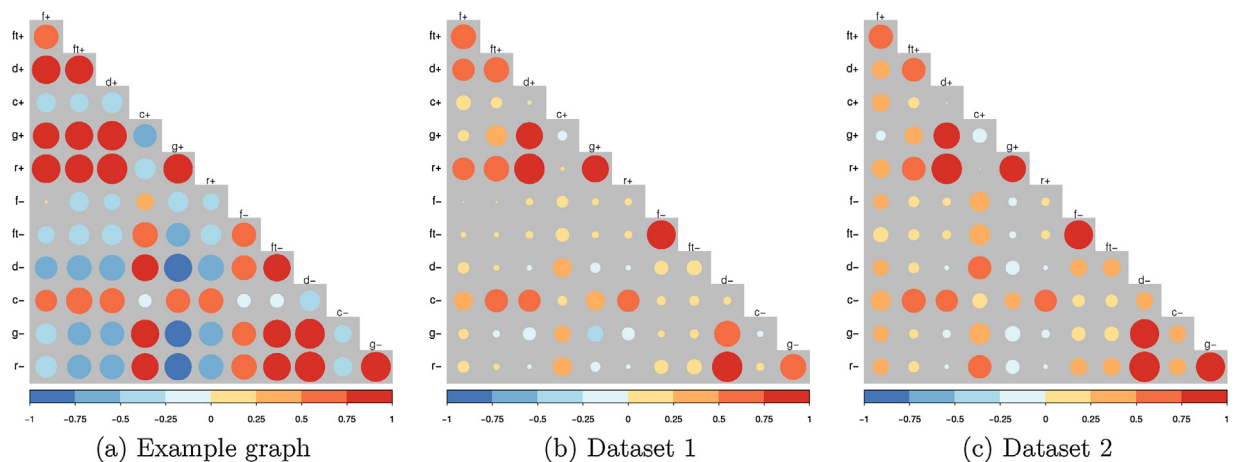 f+ f+ f+
ft+ ft+ ft+
ft+ ft+ ft+
d+ d+ d+
d+ d+ d+
c+ c+ c+
c+ c+ c+
g+ g+ g+
g+ g+ g+
r+ r+ r+
r+ r+ r+
f− f− f−
f− f− f−
ft− ft− ft−
ft− ft− ft−
d− d− d−
d− d− d−
c− c− c−
c− c− c−
g− g− g−
g− g− g−
r− r− r−
−1 −0.75 −0.5 −0.25 0 0.25 0.5 0.75 1 −1 −0.75 −0.5 −0.25 0 0.25 0.5 0.75 1 −1 −0.75 −0.5 −0.25 0 0.25 0.5 0.75 1
(a) Example graph (b) Dataset 1 (c) Dataset 2